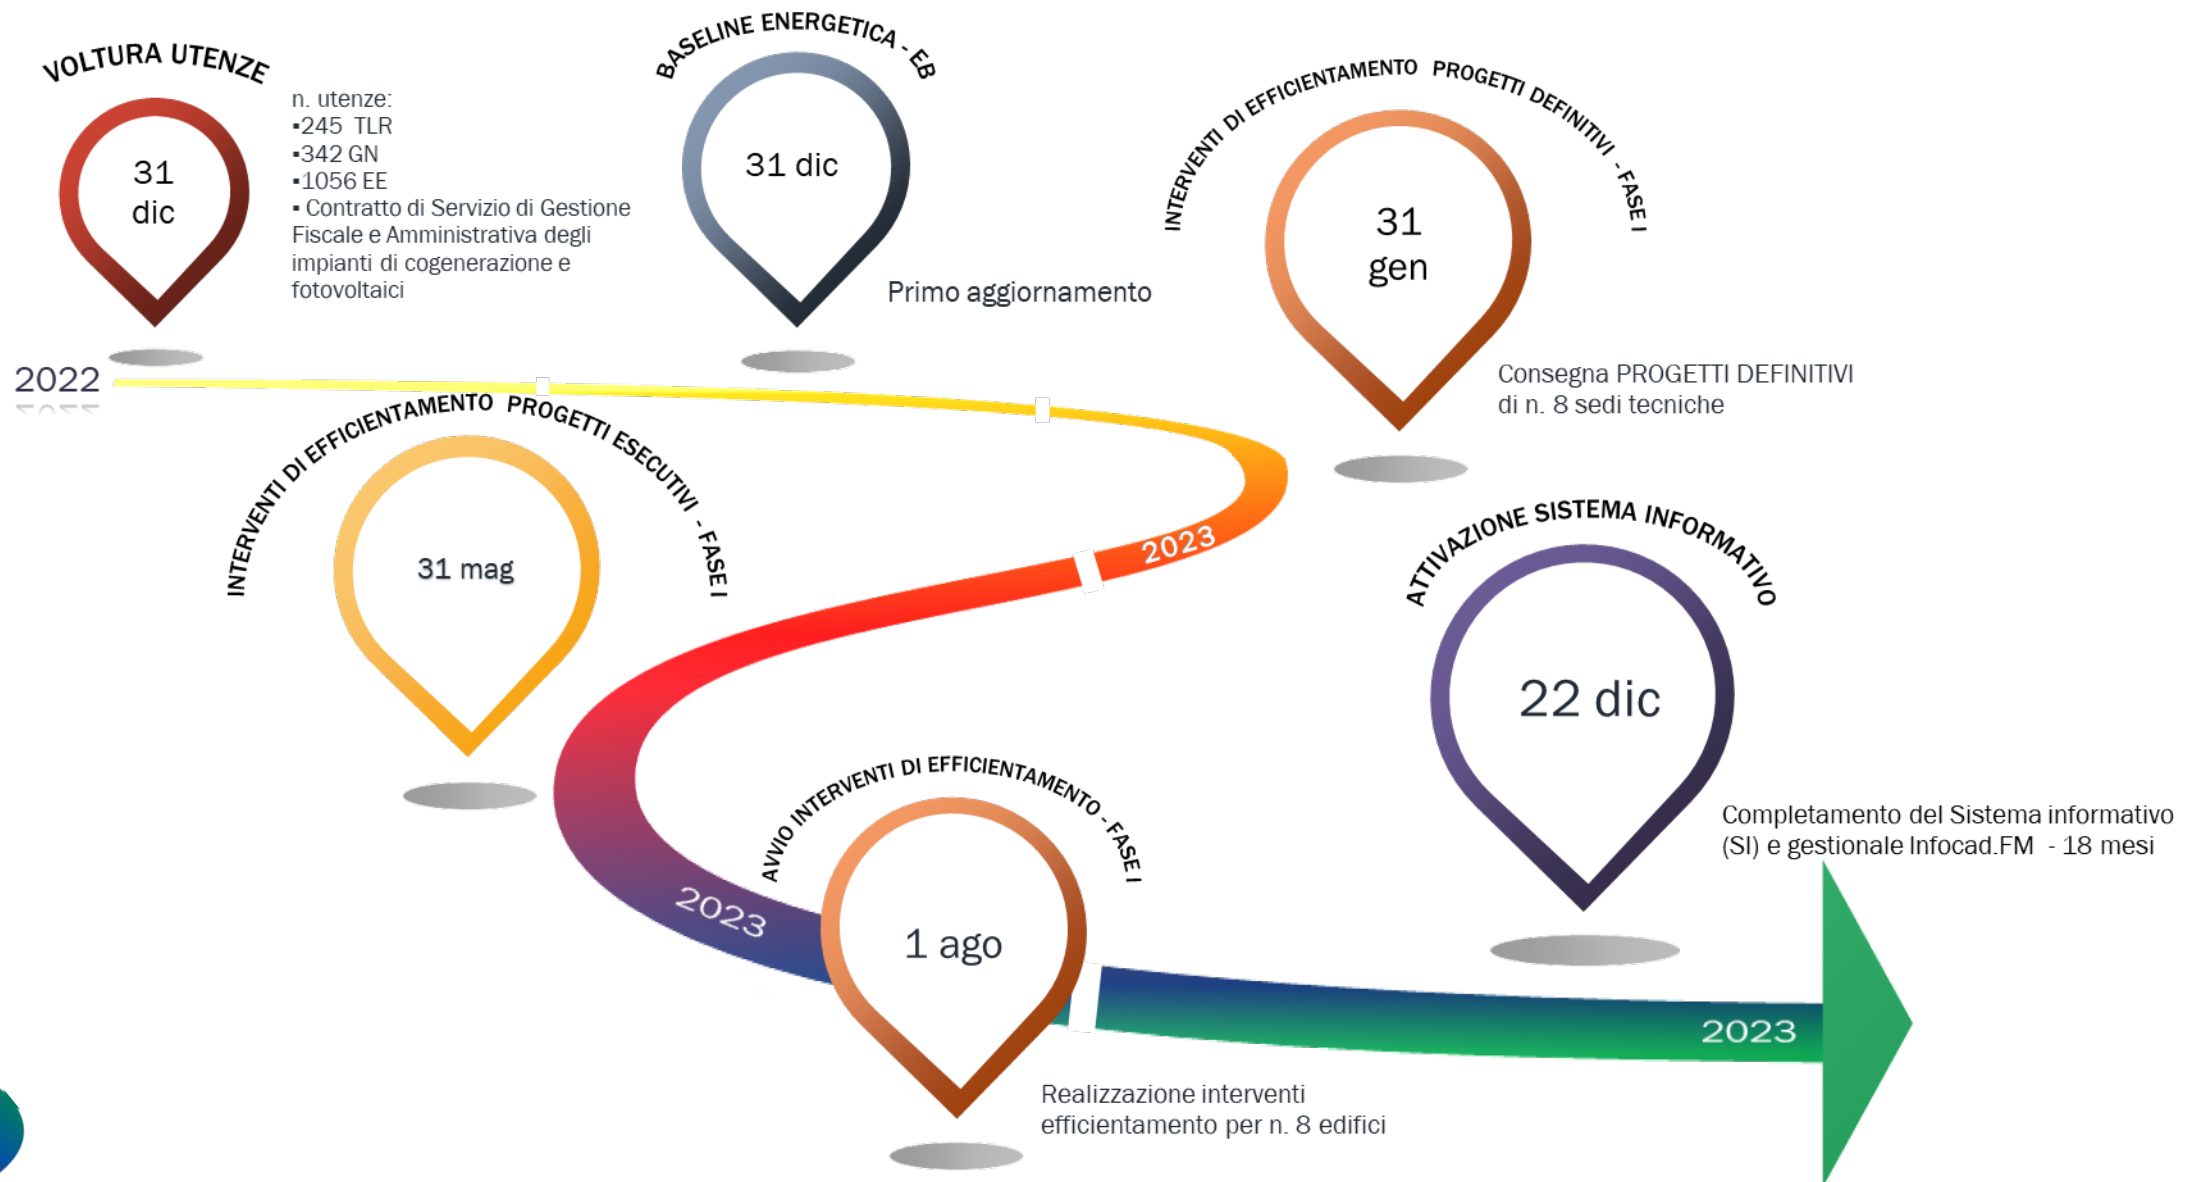 VOLTURA UTENZE
31
dic
n. utenze:
▪245 TLR
▪342 GN
▪1056 EE
▪ Contratto di Servizio di Gestione
Fiscale e Amministrativa degli
impianti di cogenerazione e
fotovoltaici
BASELINE ENERGETICA - EB
31 dic
Primo aggiornamento
INTERVENTI DI EFFICIENTAMENTO PROGETTI DEFINITIVI - FASE I
31
gen
Consegna PROGETTI DEFINITIVI
di n. 8 sedi tecniche
2022
2023
INTERVENTI DI EFFICIENTAMENTO PROGETTI ESECUTIVI - FASE I
31 mag
2023
AVVIO INTERVENTI DI EFFICIENTAMENTO - FASE I
1 ago
Realizzazione interventi
efficientamento per n. 8 edifici
ATTIVAZIONE SISTEMA INFORMATIVO
22 dic
Completamento del Sistema informativo
(SI) e gestionale Infocad.FM - 18 mesi
2023